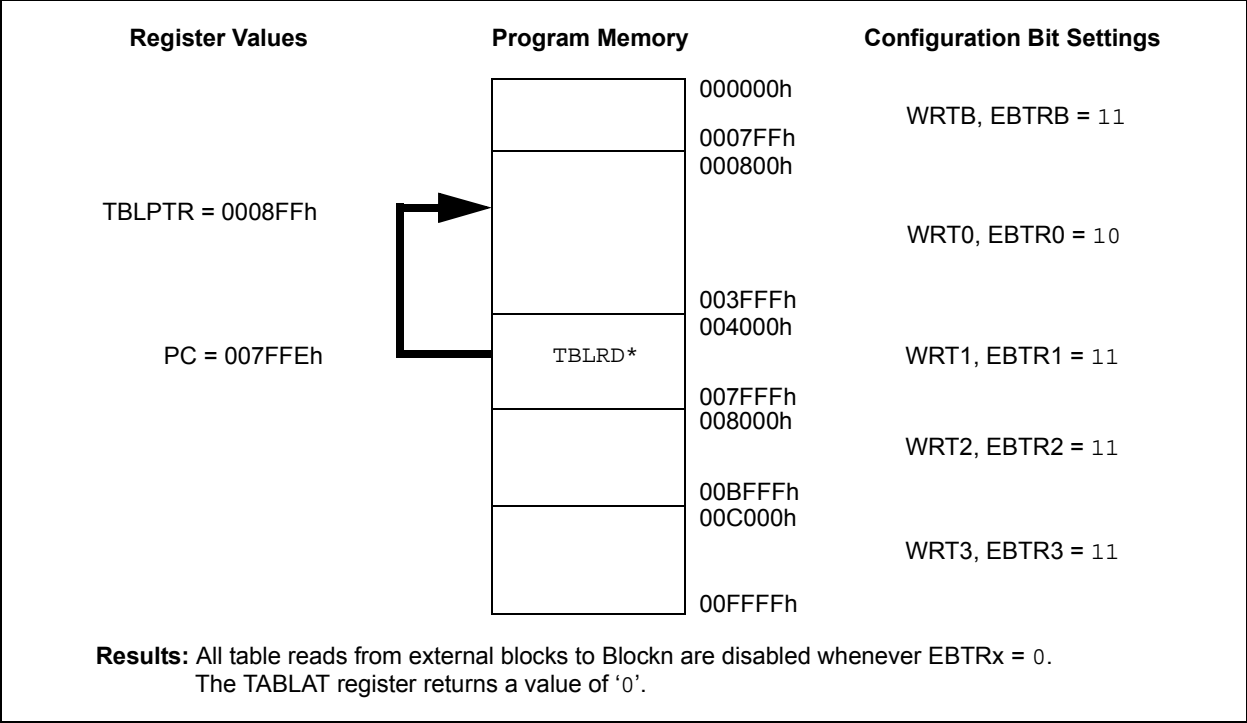 Register Values
Program Memory
Configuration Bit Settings
000000h
WRTB, EBTRB = 11
0007FFh
000800h
TBLPTR = 0008FFh
WRT0, EBTR0 = 10
003FFFh
004000h
PC = 007FFEh
TBLRD*
WRT1, EBTR1 = 11
007FFFh
008000h
WRT2, EBTR2 = 11
00BFFFh
00C000h
WRT3, EBTR3 = 11
00FFFFh
Results: All table reads from external blocks to Blockn are disabled whenever EBTRx = 0.
The TABLAT register returns a value of ‘0’.